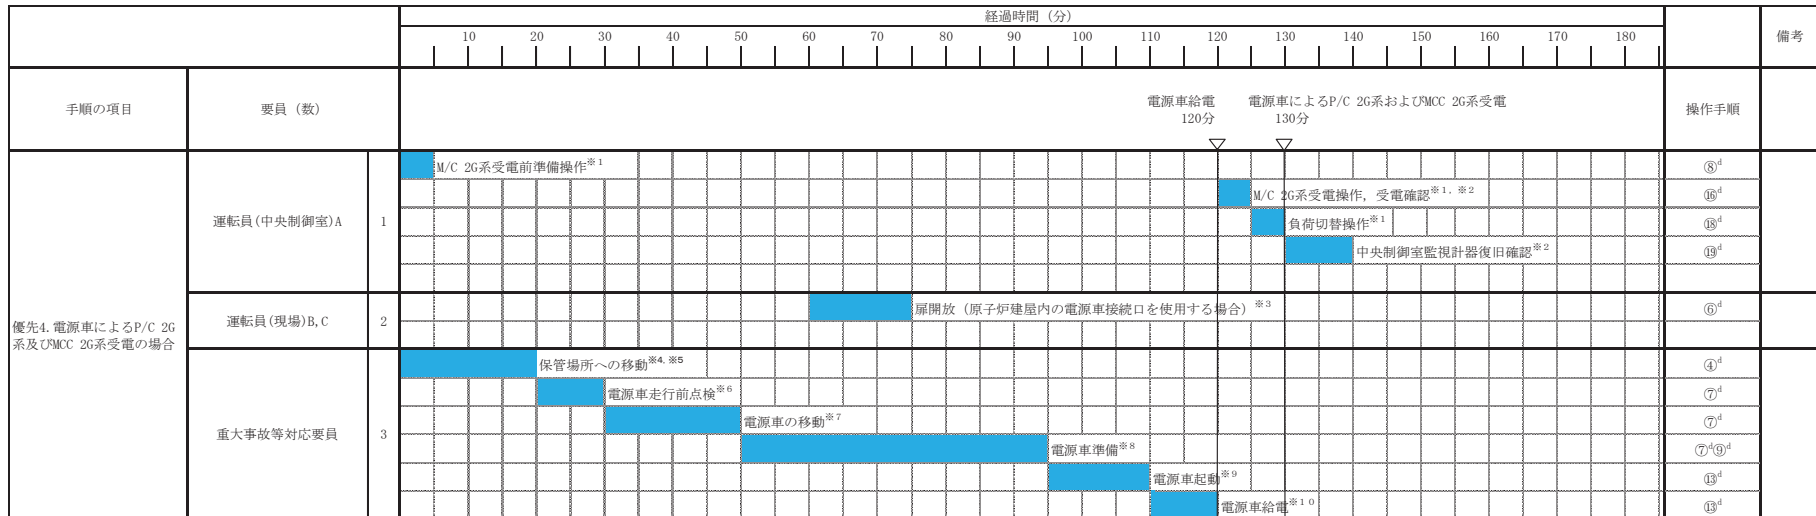 経過時間（分）
10 20 30 40 50 60 70 80 90 100 110 120 130 140 150 160 170 180
備考
手順の項目
要員（数）
電源車給電
120分
電源車によるP/C 2G系およびMCC 2G系受電
130分
操作手順
優先4.電源車によるP/C 2G
系及びMCC 2G系受電の場合
運転員(中央制御室)A
1
M/C 2G系受電前準備操作※１
⑧d
M/C 2G系受電操作，受電確認※１，※２
⑯d
負荷切替操作※１
⑱d
中央制御室監視計器復旧確認※２
⑲d
運転員(現場)B,C
2
扉開放（原子炉建屋内の電源車接続口を使用する場合）※３
⑥d
重大事故等対応要員
3
保管場所への移動※4，※5
④d
電源車走行前点検※６
⑦d
電源車の移動※７
⑦d
電源車準備※８
⑦d⑨d
電源車起動※９
⑬d
電源車給電※１０
⑬d